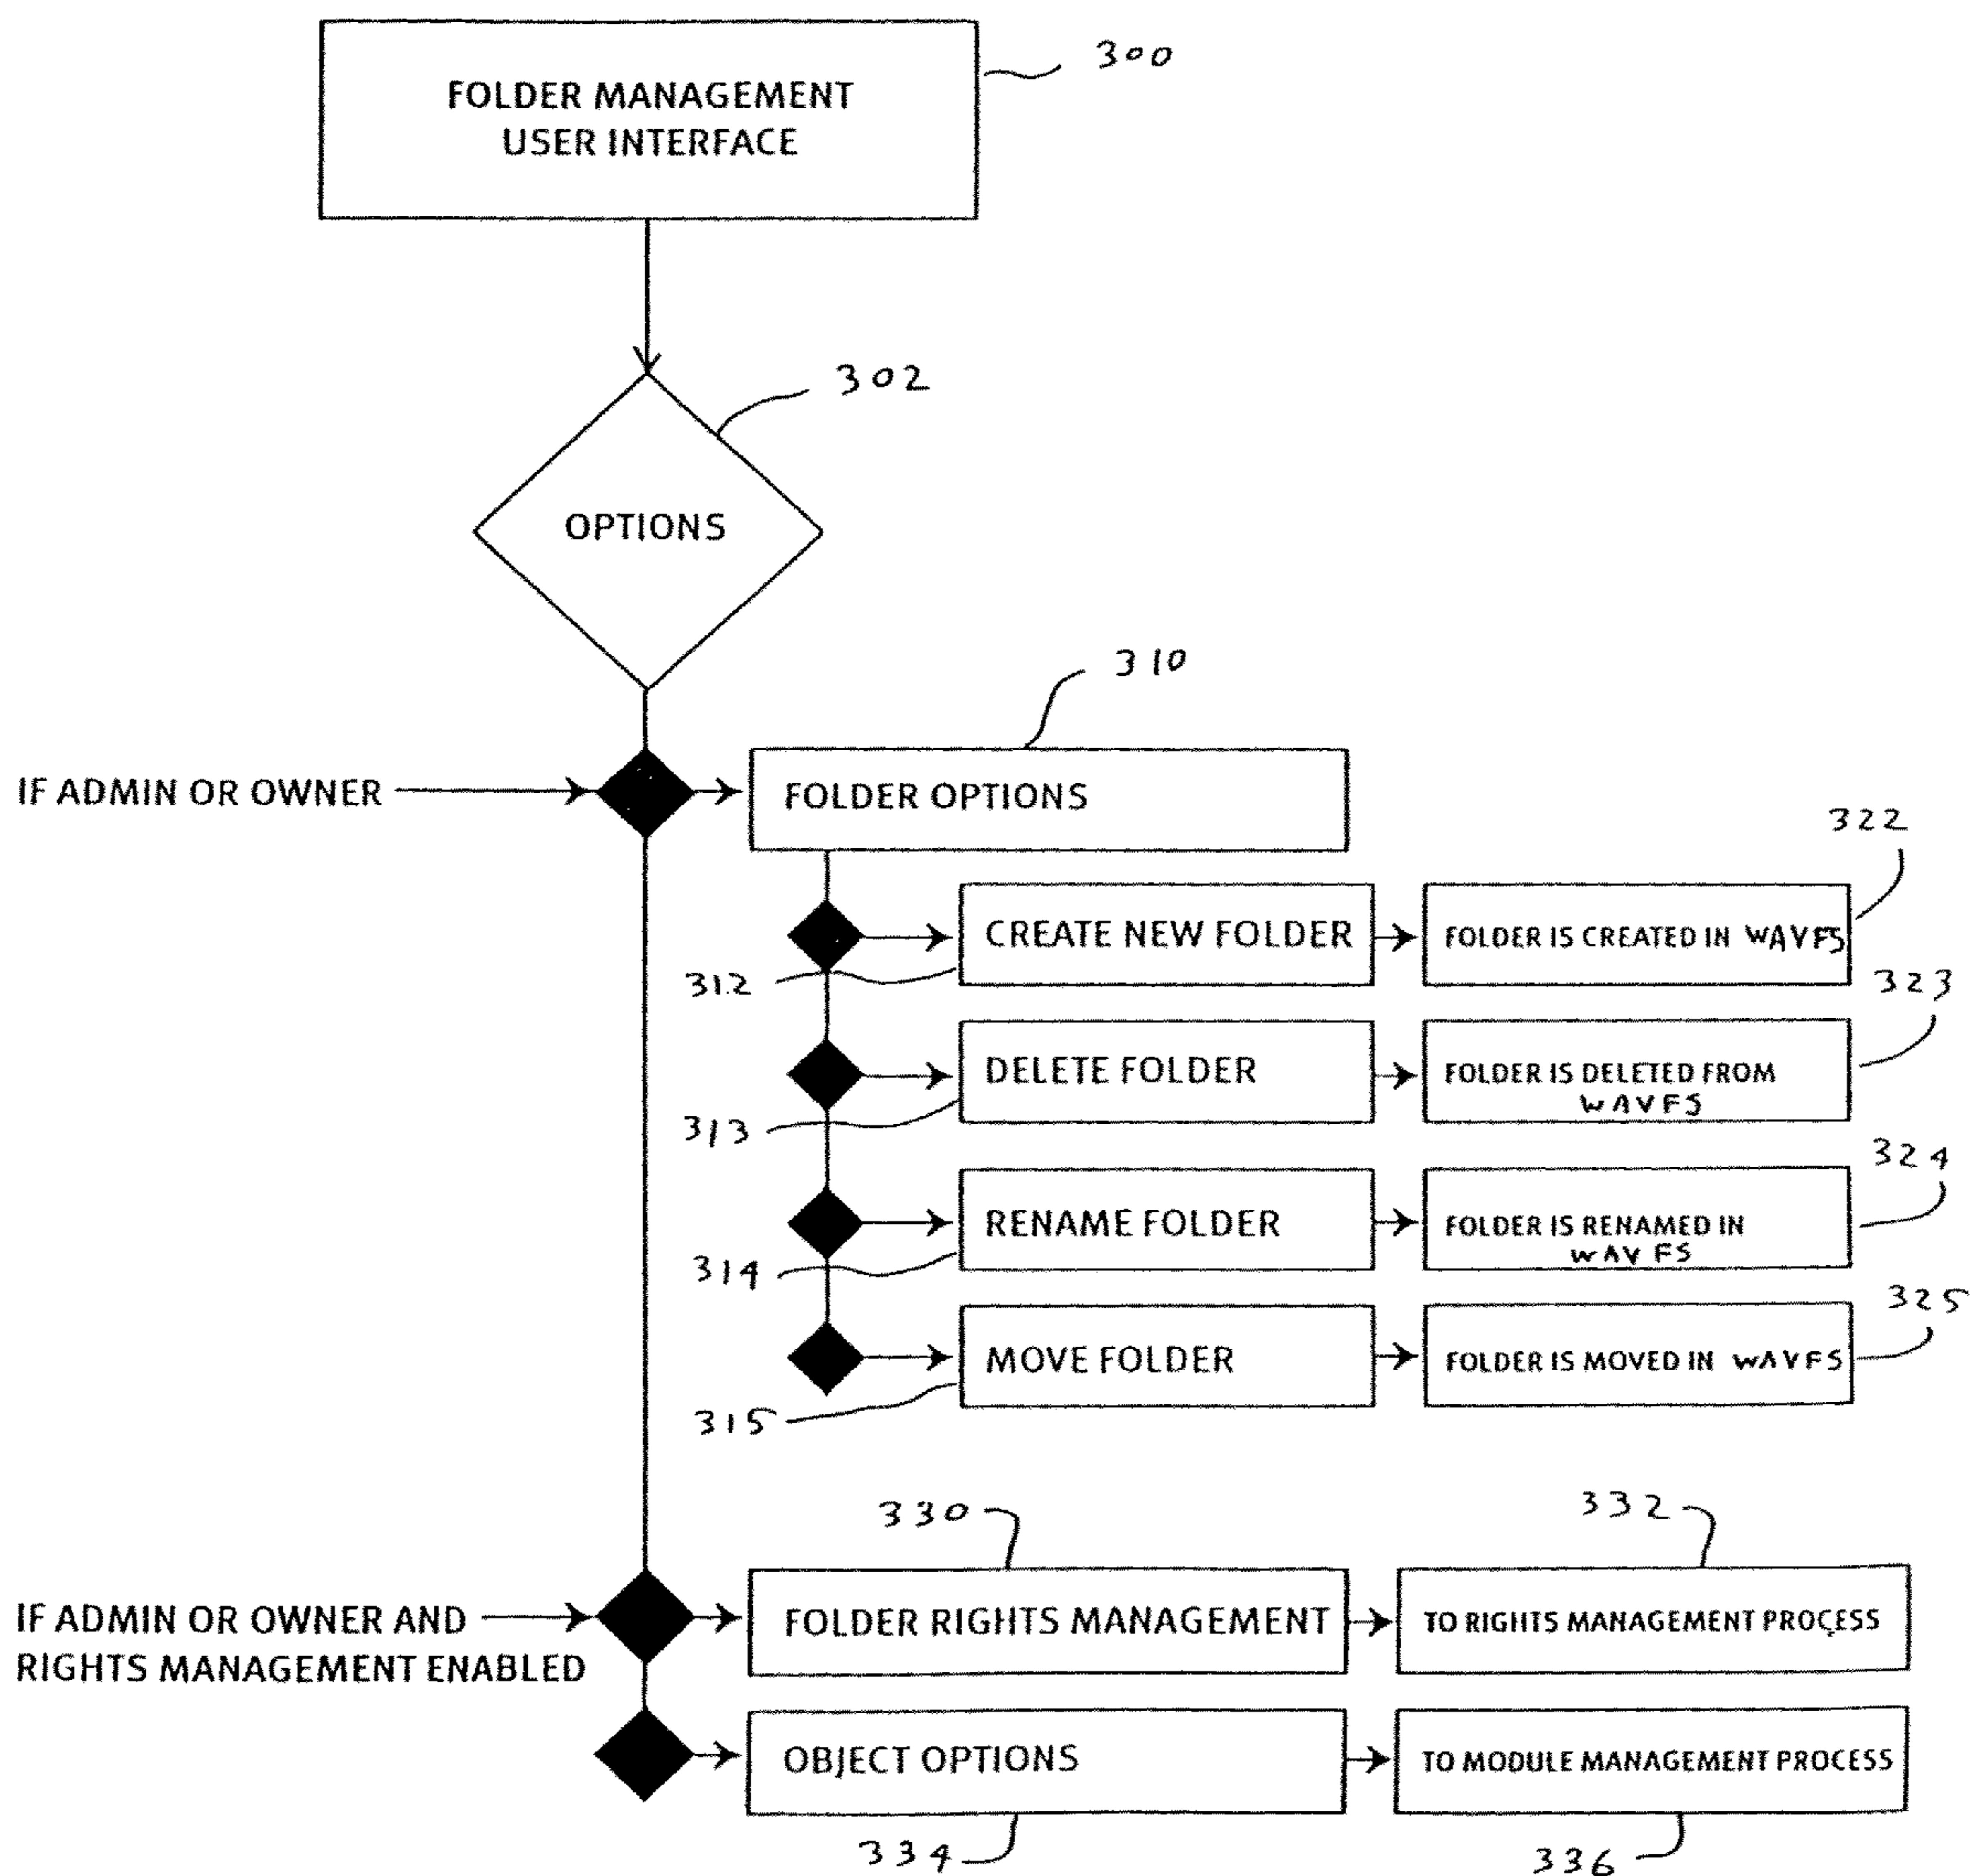 FOLDER MANAGEMENT
USER INTERFACE
300
302
OPTIONS
310
IF ADMIN OR OWNER
FOLDER OPTIONS
322
CREATE NEW FOLDER
FOLDER IS CREATED IN WAVFS
312
323
DELETE FOLDER
FOLDER IS DELETED FROM
WAVFS
313
324
RENAME FOLDER
FOLDER IS RENAMED IN
WAVFS
314
325
MOVE FOLDER
FOLDER IS MOVED IN WAVFS
315
330
332
IF ADMIN OR OWNER AND
RIGHTS MANAGEMENT ENABLED
FOLDER RIGHTS MANAGEMENT
TO RIGHTS MANAGEMENT PROCESS
OBJECT OPTIONS
TO MODULE MANAGEMENT PROCESS
334
336